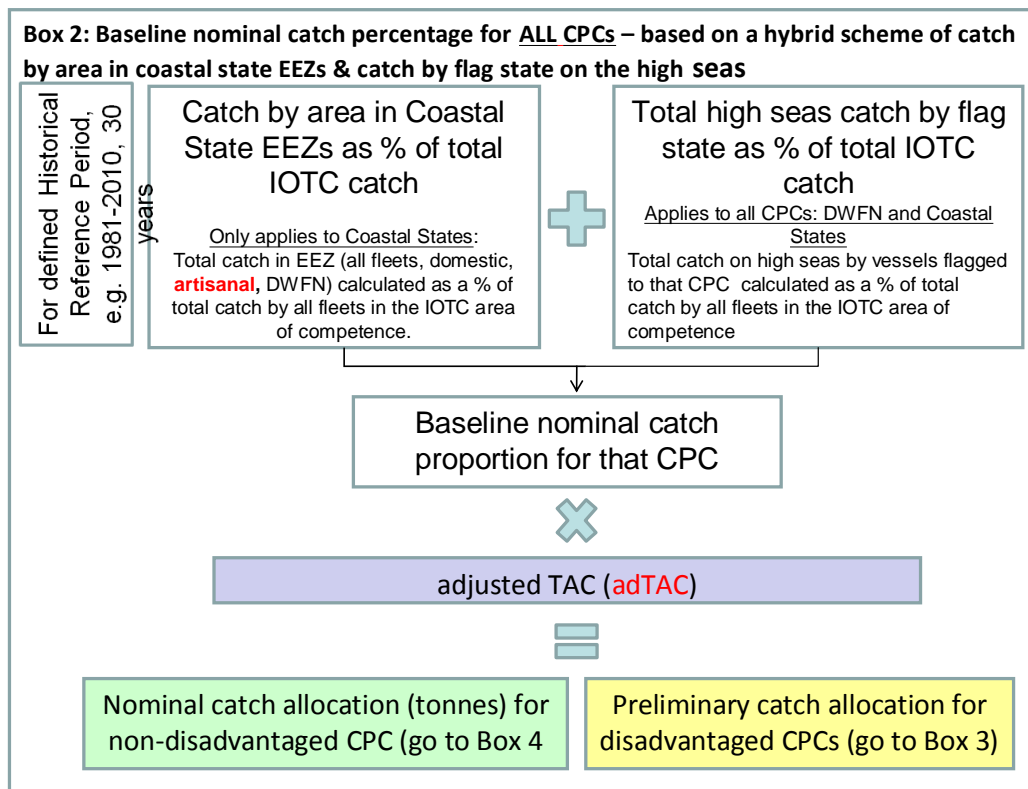 Box 2: Baseline nominal catch percentage for ALL CPCs – based on a hybrid scheme of catch
by area in coastal state EEZs & catch by flag state on the high seas
For defined Historical
Reference Period,
e.g. 1981-2010, 30
years
Catch by area in Coastal
State EEZs as % of total
IOTC catch
Only applies to Coastal States:
Total catch in EEZ (all fleets, domestic,
artisanal, DWFN) calculated as a % of
total catch by all fleets in the IOTC area
of competence.
Total high seas catch by flag
state as % of total IOTC
catch
Applies to all CPCs: DWFN and Coastal
States
Total catch on high seas by vessels flagged
to that CPC calculated as a % of total
catch by all fleets in the IOTC area of
competence
Baseline nominal catch
proportion for that CPC
adjusted TAC (adTAC)
Nominal catch allocation (tonnes) for
non-disadvantaged CPC (go to Box 4
Preliminary catch allocation for
disadvantaged CPCs (go to Box 3)